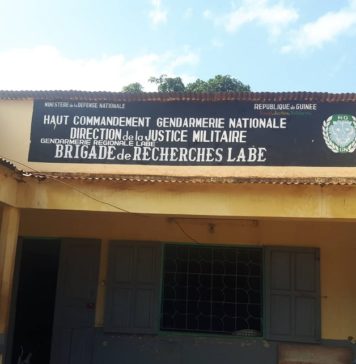 MINISTERE de la DEFENSE NATIONALE
REPUBLIQUE DE GUINEE
HAUT COMMANDEMENT GENDARMERIE NATIONALE
DIRECTION de la JUSTICE MILITAIRE
GENDARMERIE REGIONALE LABE
BRIGADE de RECHERCHES LABE